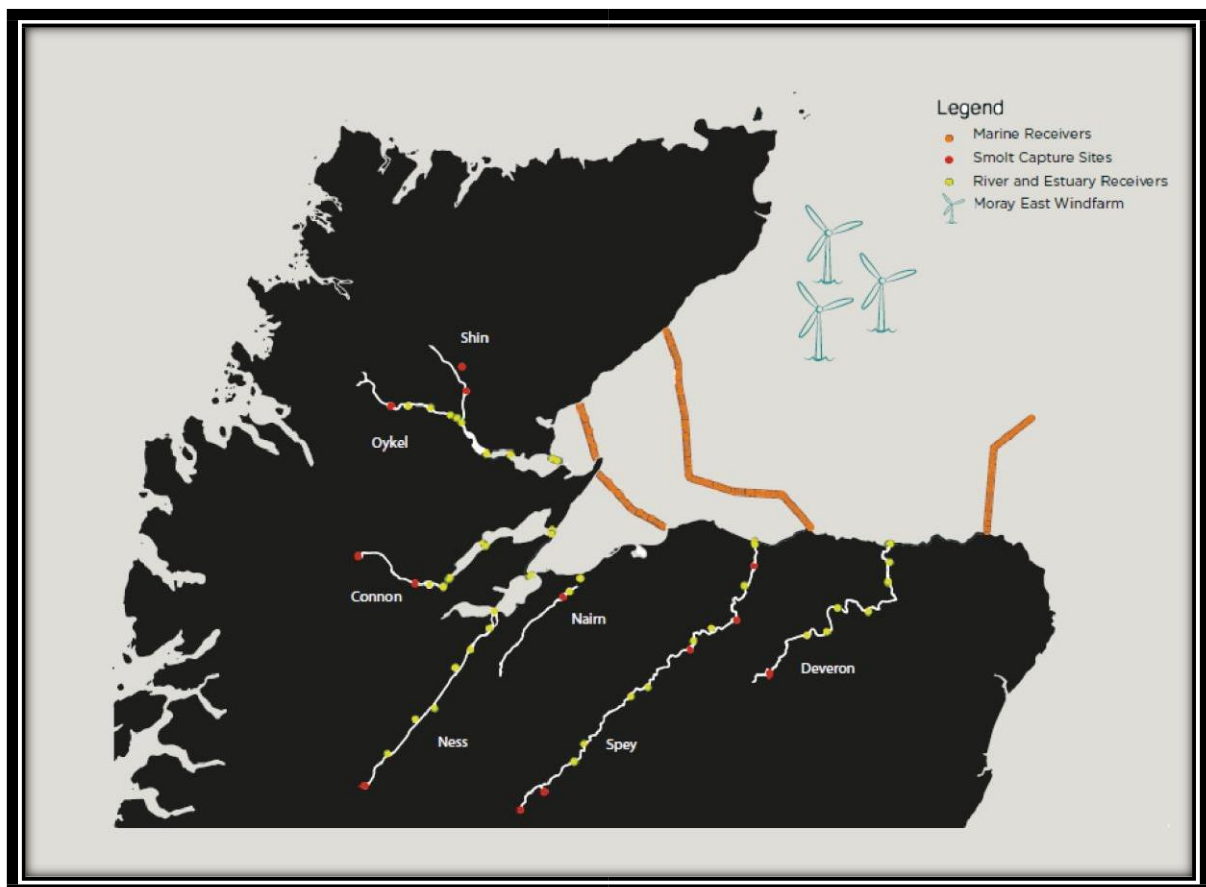 Legend
Marine Receivers
Smolt Capture Sites
River and Estuary Receivers
Moray East Windfarm
Shin
Oykel
Connon
Nairn
Ness
Spey
Deveron